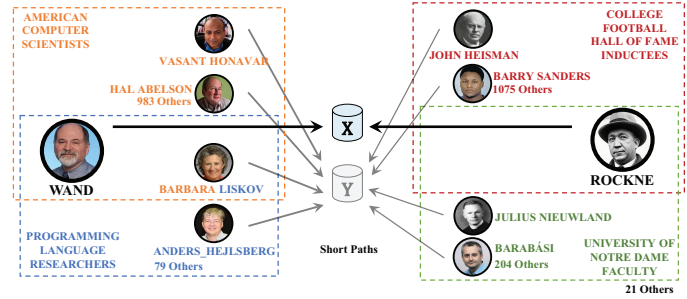 AMERICAN
COMPUTER
SCIENTISTS
VASANT HONAVAR
HAL ABELSON
983 Others
WAND
BARBARA LISKOV
PROGRAMMING
LANGUAGE
RESEARCHERS
ANDERS_HEJLSBERG
79 Others
X
Y
Short Paths
COLLEGE
FOOTBALL
HALL OF FAME
INDUCTEES
JOHN HEISMAN
BARRY SANDERS
1075 Others
ROCKNE
JULIUS NIEUWLAND
BARABÁSI
204 Others
UNIVERSITY OF
NOTRE DAME
FACULTY
21 Others